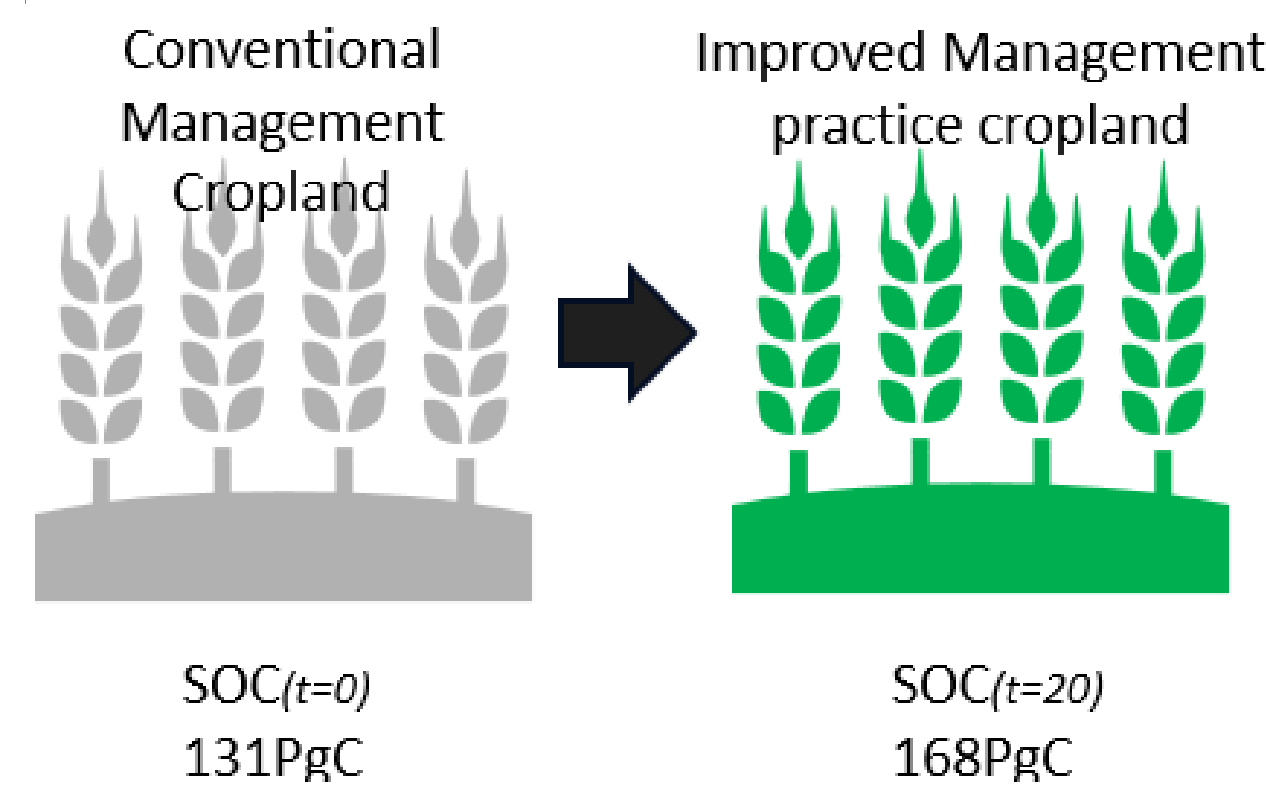 Conventional
Management
Cropland
Improved Management
practice cropland
SOC(t=0)
131PgC
SOC(t=20)
168PgC